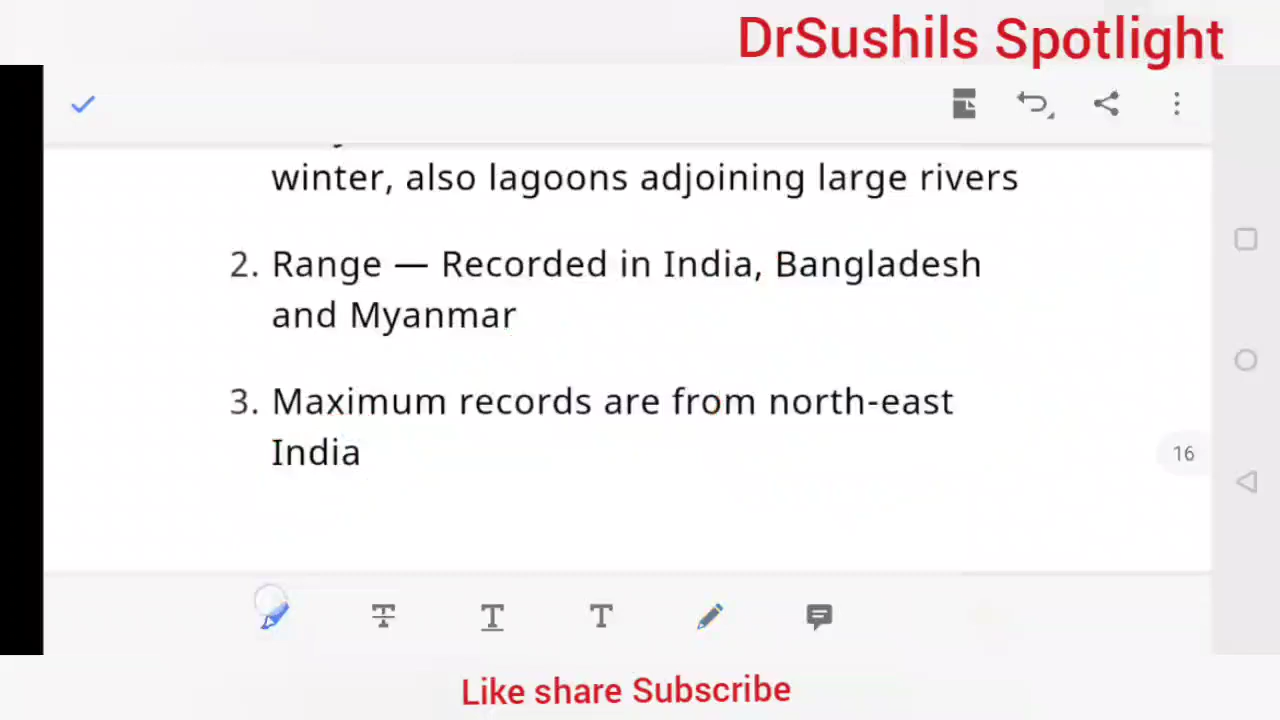 DrSushils Spotlight
winter, also lagoons adjoining large rivers
2. Range — Recorded in India, Bangladesh
and Myanmar
3. Maximum records are from north-east
India
16
T
T
T
Like share Subscribe